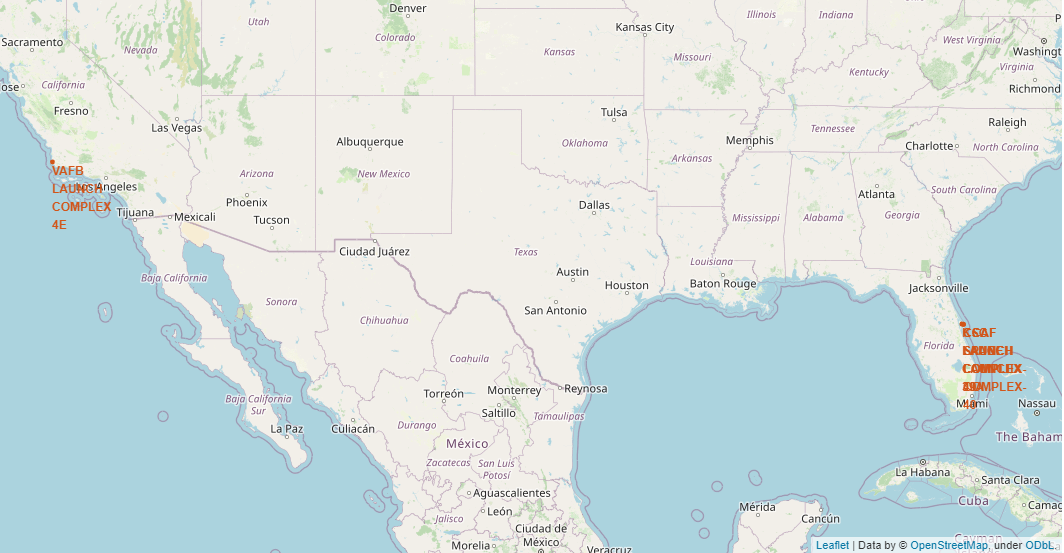 Denver
Kansas City
Utah
Illinois
Indiana
Sacramento
Nevada
Colorado
Kansas
Missouri
West Virginia
Washingt
California
Kentucky
Virginia
Richmond
Fresno
Las Vegas
Tulsa
Raleigh
Albuquerque
Oklahoma
Memphis
Tennessee
Charlotte
North Carolina
VAFB
LAUNCH
COMPLEX
4E
Los Angeles
Arizona
New Mexico
Arkansas
Phoenix
Atlanta
South Carolina
Tijuana
Mexicali
Tucson
Dallas
Mississippi
Alabama
Georgia
Ciudad Juárez
Texas
Louisiana
Baja California
Austin
Houston
Baton Rouge
Jacksonville
Sonora
San Antonio
Chihuahua
Florida
Coahuila
Torreón
Monterrey
Reynosa
Baja California
Sur
Saltillo
Tamaulipas
Miami
Nassau
La Paz
Culiacán
Durango
México
The Baham
Zacatecas
San Luis
Potosí
La Habana
Santa Clara
Aguascalientes
Cuba
León
Jalisco
Mérida
Cancún
Camag
Ciudad de
México
Morelia
Veracruz
Leaflet | Data by © OpenStreetMap, under ODbL.